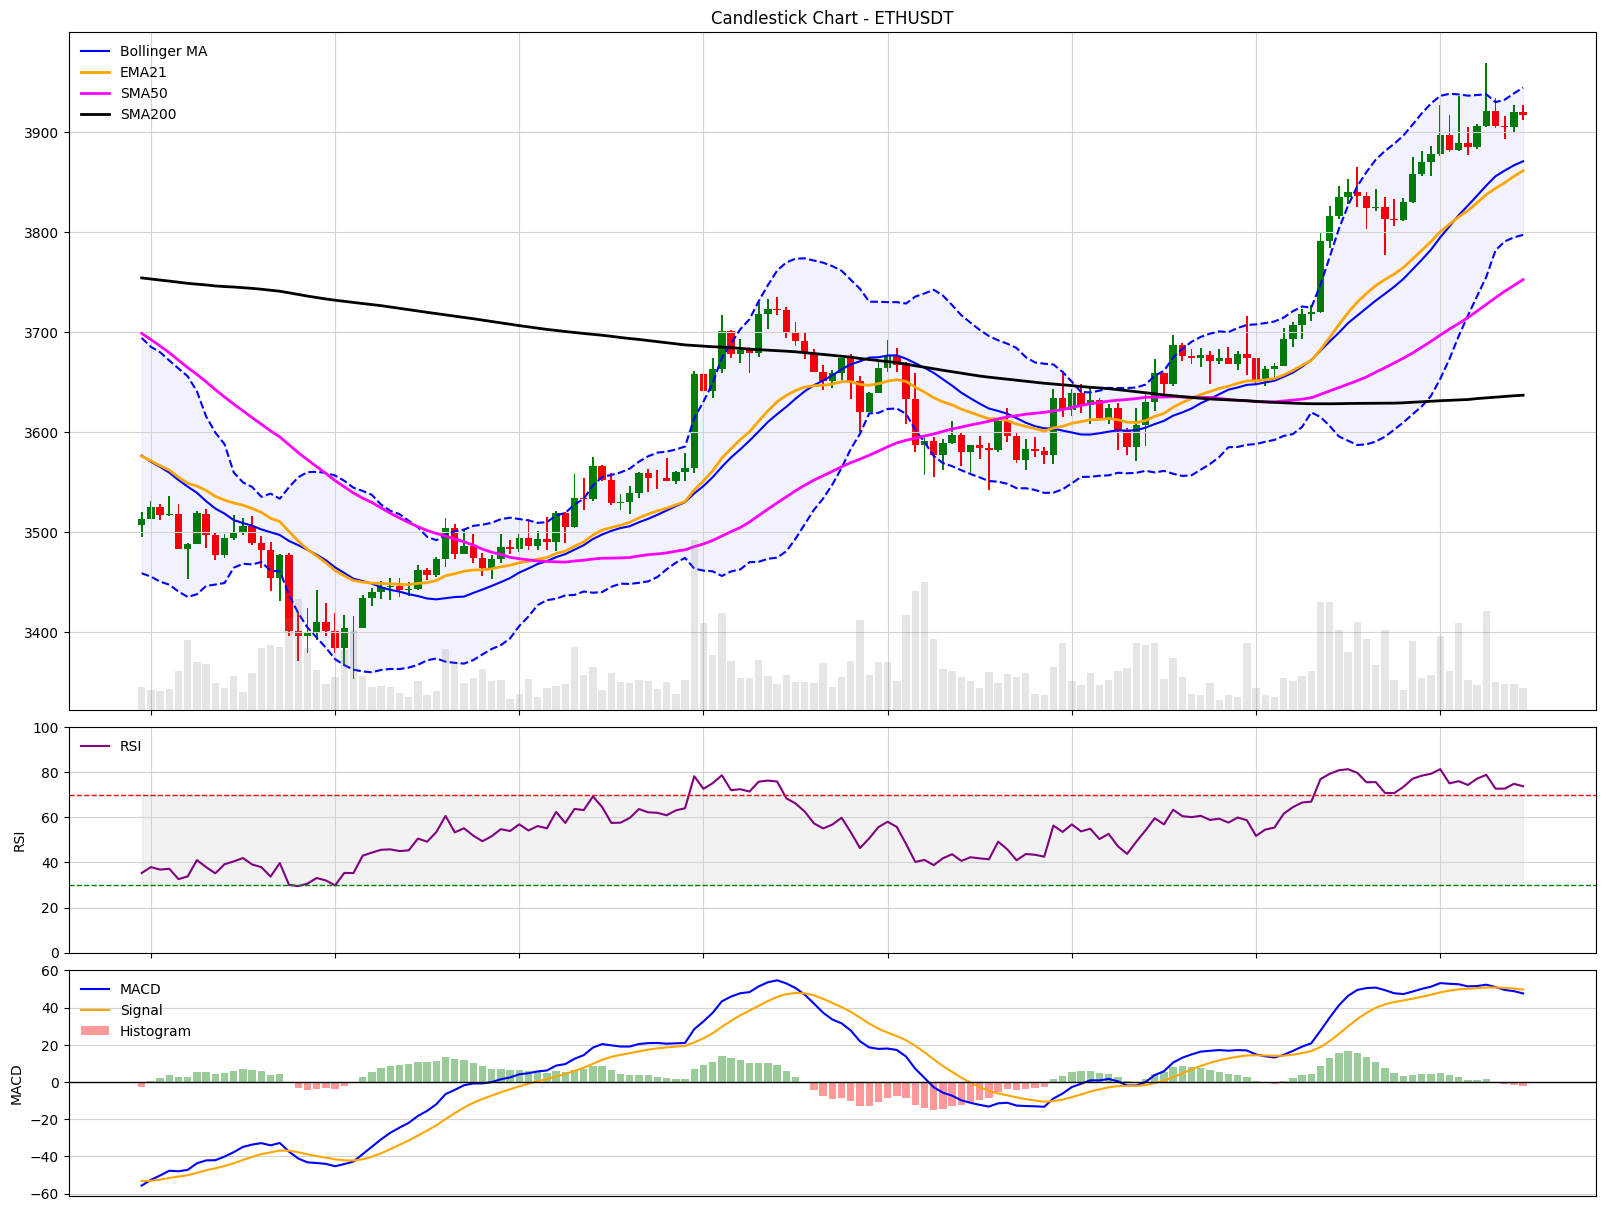 Candlestick Chart - ETHUSDT
Bollinger MA
EMA21
SMA50
SMA200
3900
3800
3700
3600
3500
3400
RSI
100
80
60
40
20
0
RSI
MACD
Signal
Histogram
60
40
20
0
−20
−40
−60
MACD